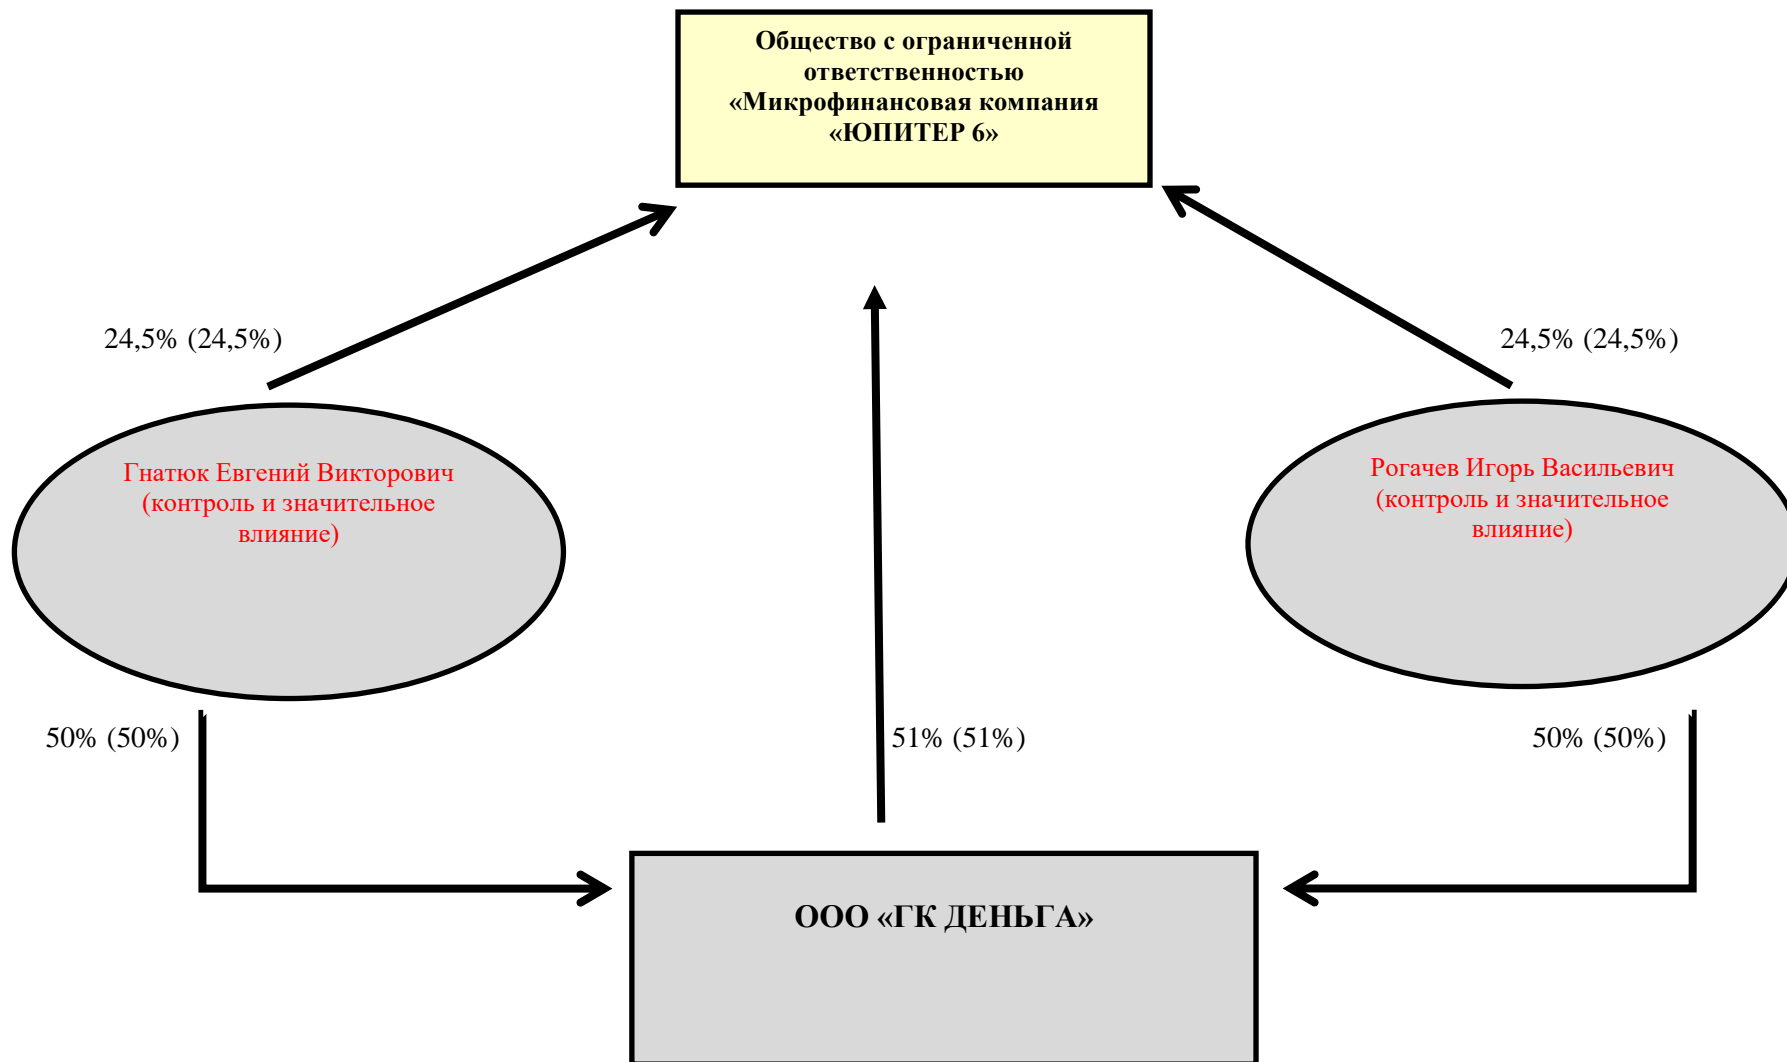 Общество с ограниченной
ответственностью
«Микрофинансовая компания
«ЮПИТЕР 6»
24,5% (24,5%)
24,5% (24,5%)
Гнатюк Евгений Викторович
(контроль и значительное
влияние)
Рогачев Игорь Васильевич
(контроль и значительное
влияние)
50% (50%)
51% (51%)
50% (50%)
ООО «ГК ДЕНЬГА»